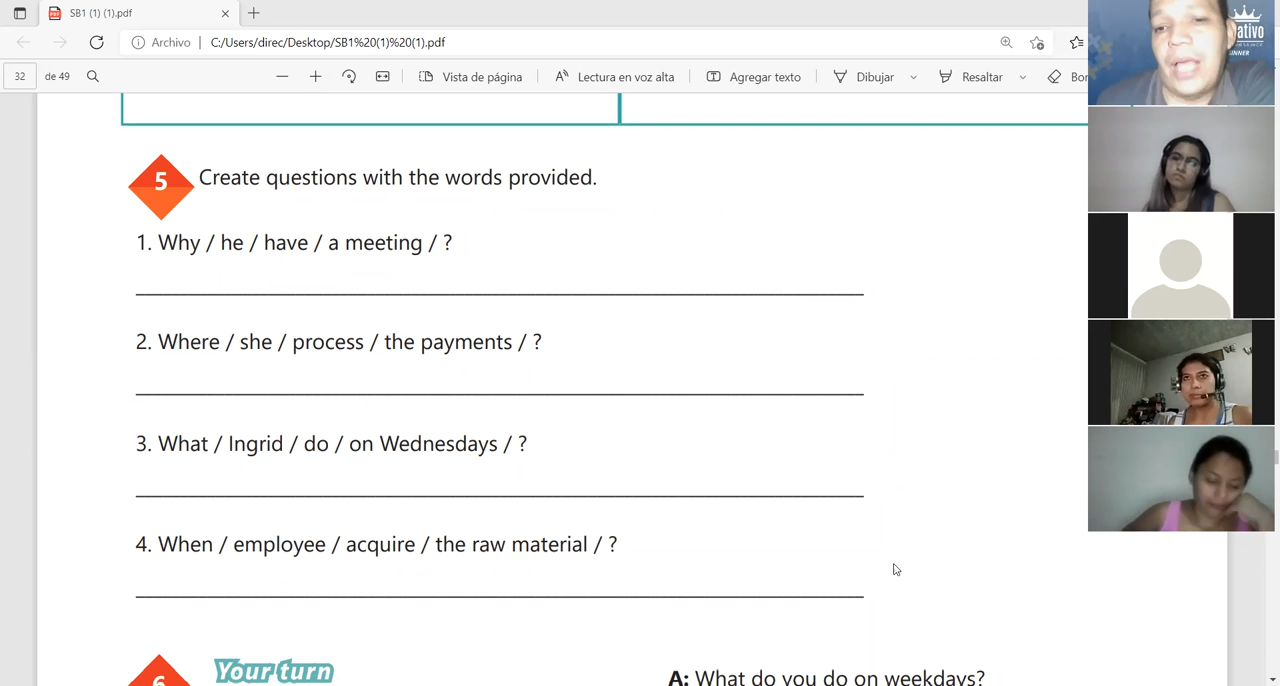 SB1 (1) (1).pdf
Archivo C:/Users/direc/Desktop/SB1%20(1)%20(1).pdf
32 de 49 Vista de página Lectura en voz alta Agregar texto Dibujar Resaltar
ativo
5 Create questions with the words provided.
1. Why / he / have / a meeting / ?
2. Where / she / process / the payments / ?
3. What / Ingrid / do / on Wednesdays / ?
4. When / employee / acquire / the raw material / ?
6 Your turn
A: What do you do on weekdays?